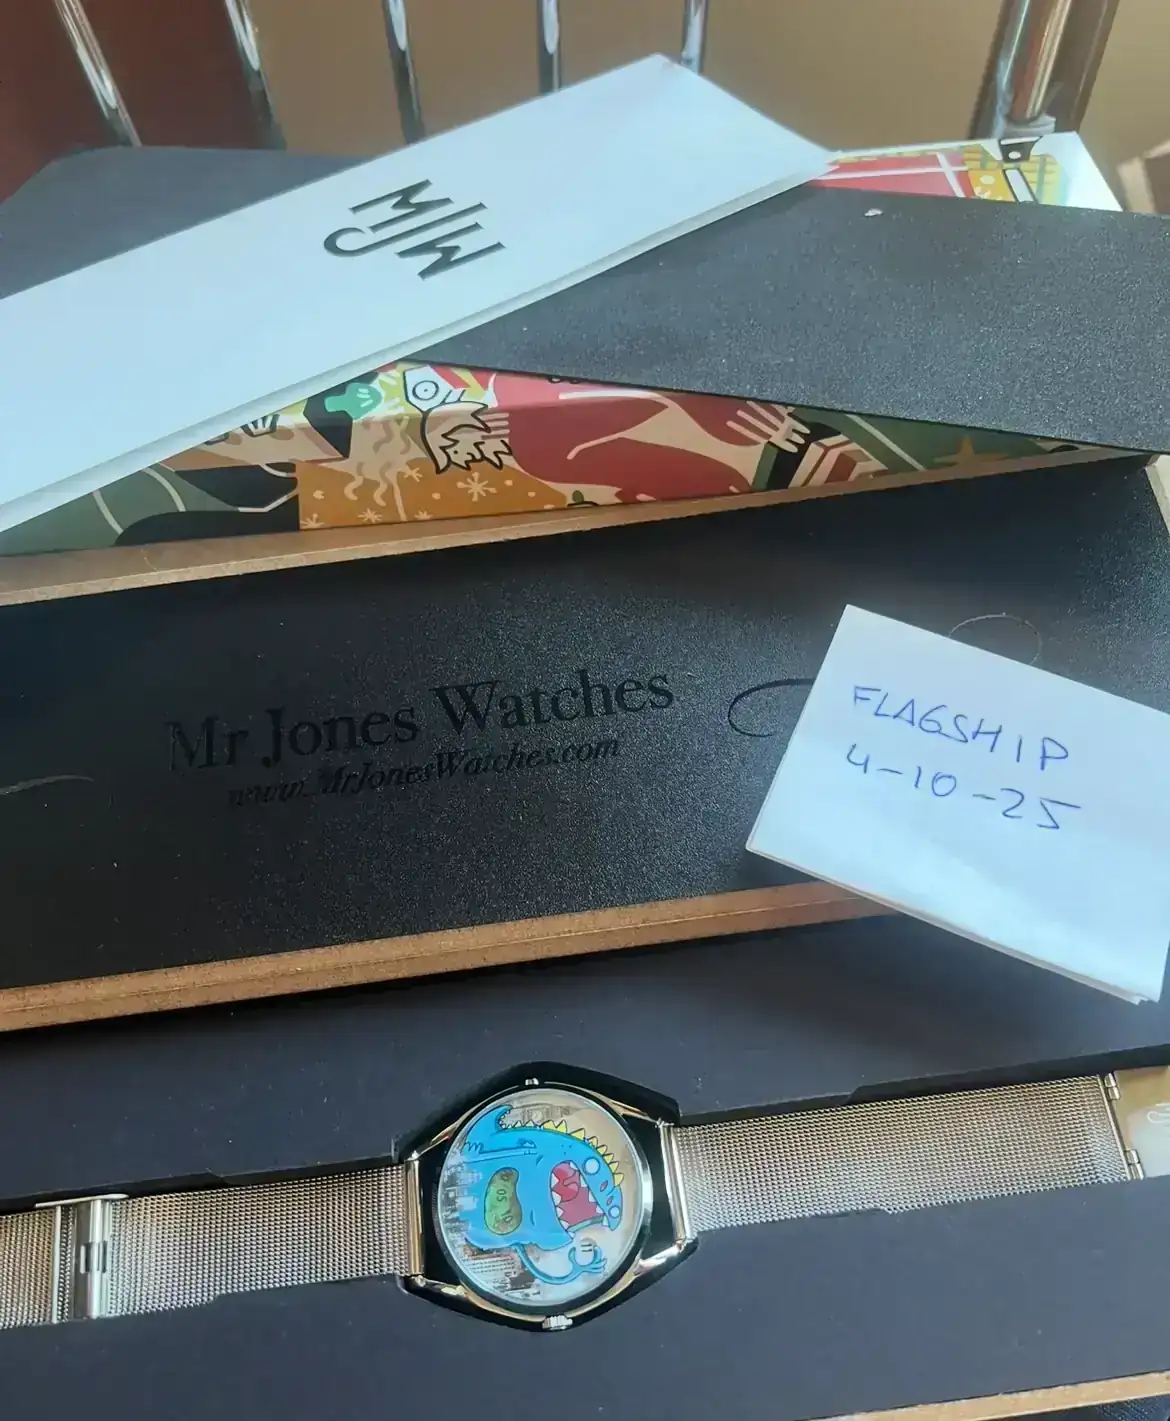 MJW
Mr Jones Watches
www.MrJonesWatches.com
FLAGSHIP
4-10-25